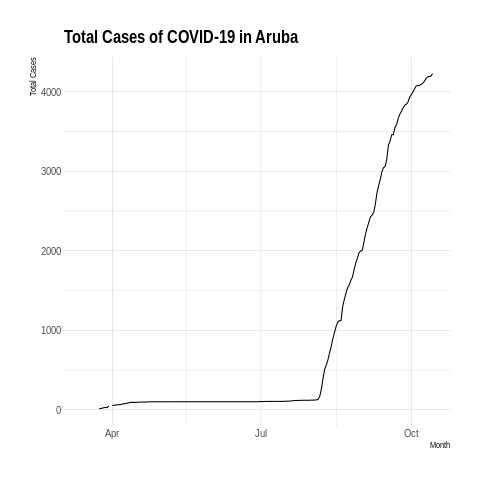 Total Cases of COVID-19 in Aruba
Total Cases
4000
3000
2000
1000
0
Apr
Jul
Oct
Month